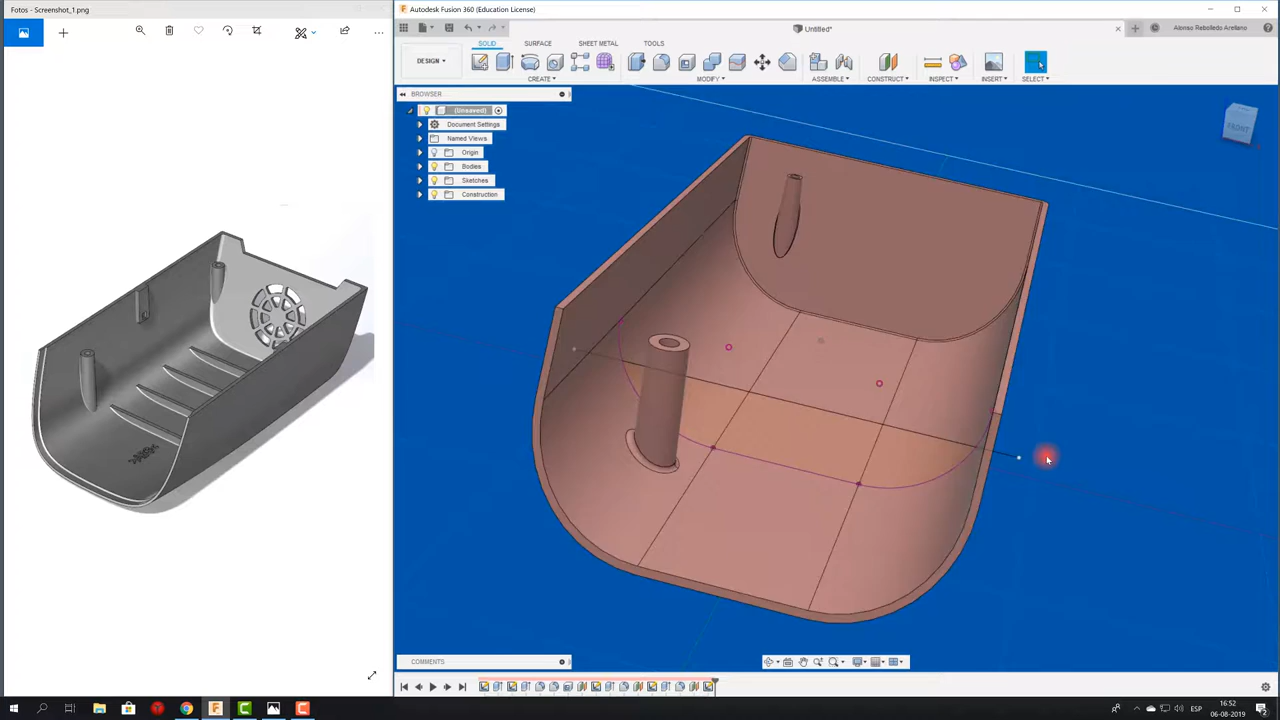 Fotos - Screenshot_1.png
Autodesk Fusion 360 (Education License)
Untitled*
Alonso Rebolledo Arellano
DESIGN
SOLID
SURFACE
SHEET METAL
TOOLS
CREATE
MODIFY
ASSEMBLE
CONSTRUCT
INSPECT
INSERT
SELECT
BROWSER
(Unsaved)
Document Settings
Named Views
Origin
Bodies
Sketches
Construction
FRONT
COMMENTS
ESP
16:52
06-08-2019